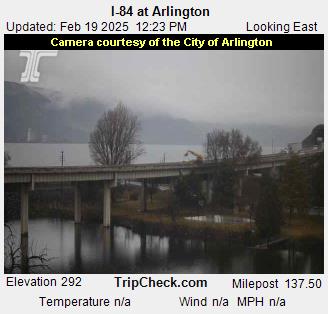 I-84 at Arlington
Updated: Feb 19 2025 12:23 PM Looking East
Camera courtesy of the City of Arlington
Elevation 292 TripCheck.com Milepost 137.50
Temperature n/a Wind n/a MPH n/a